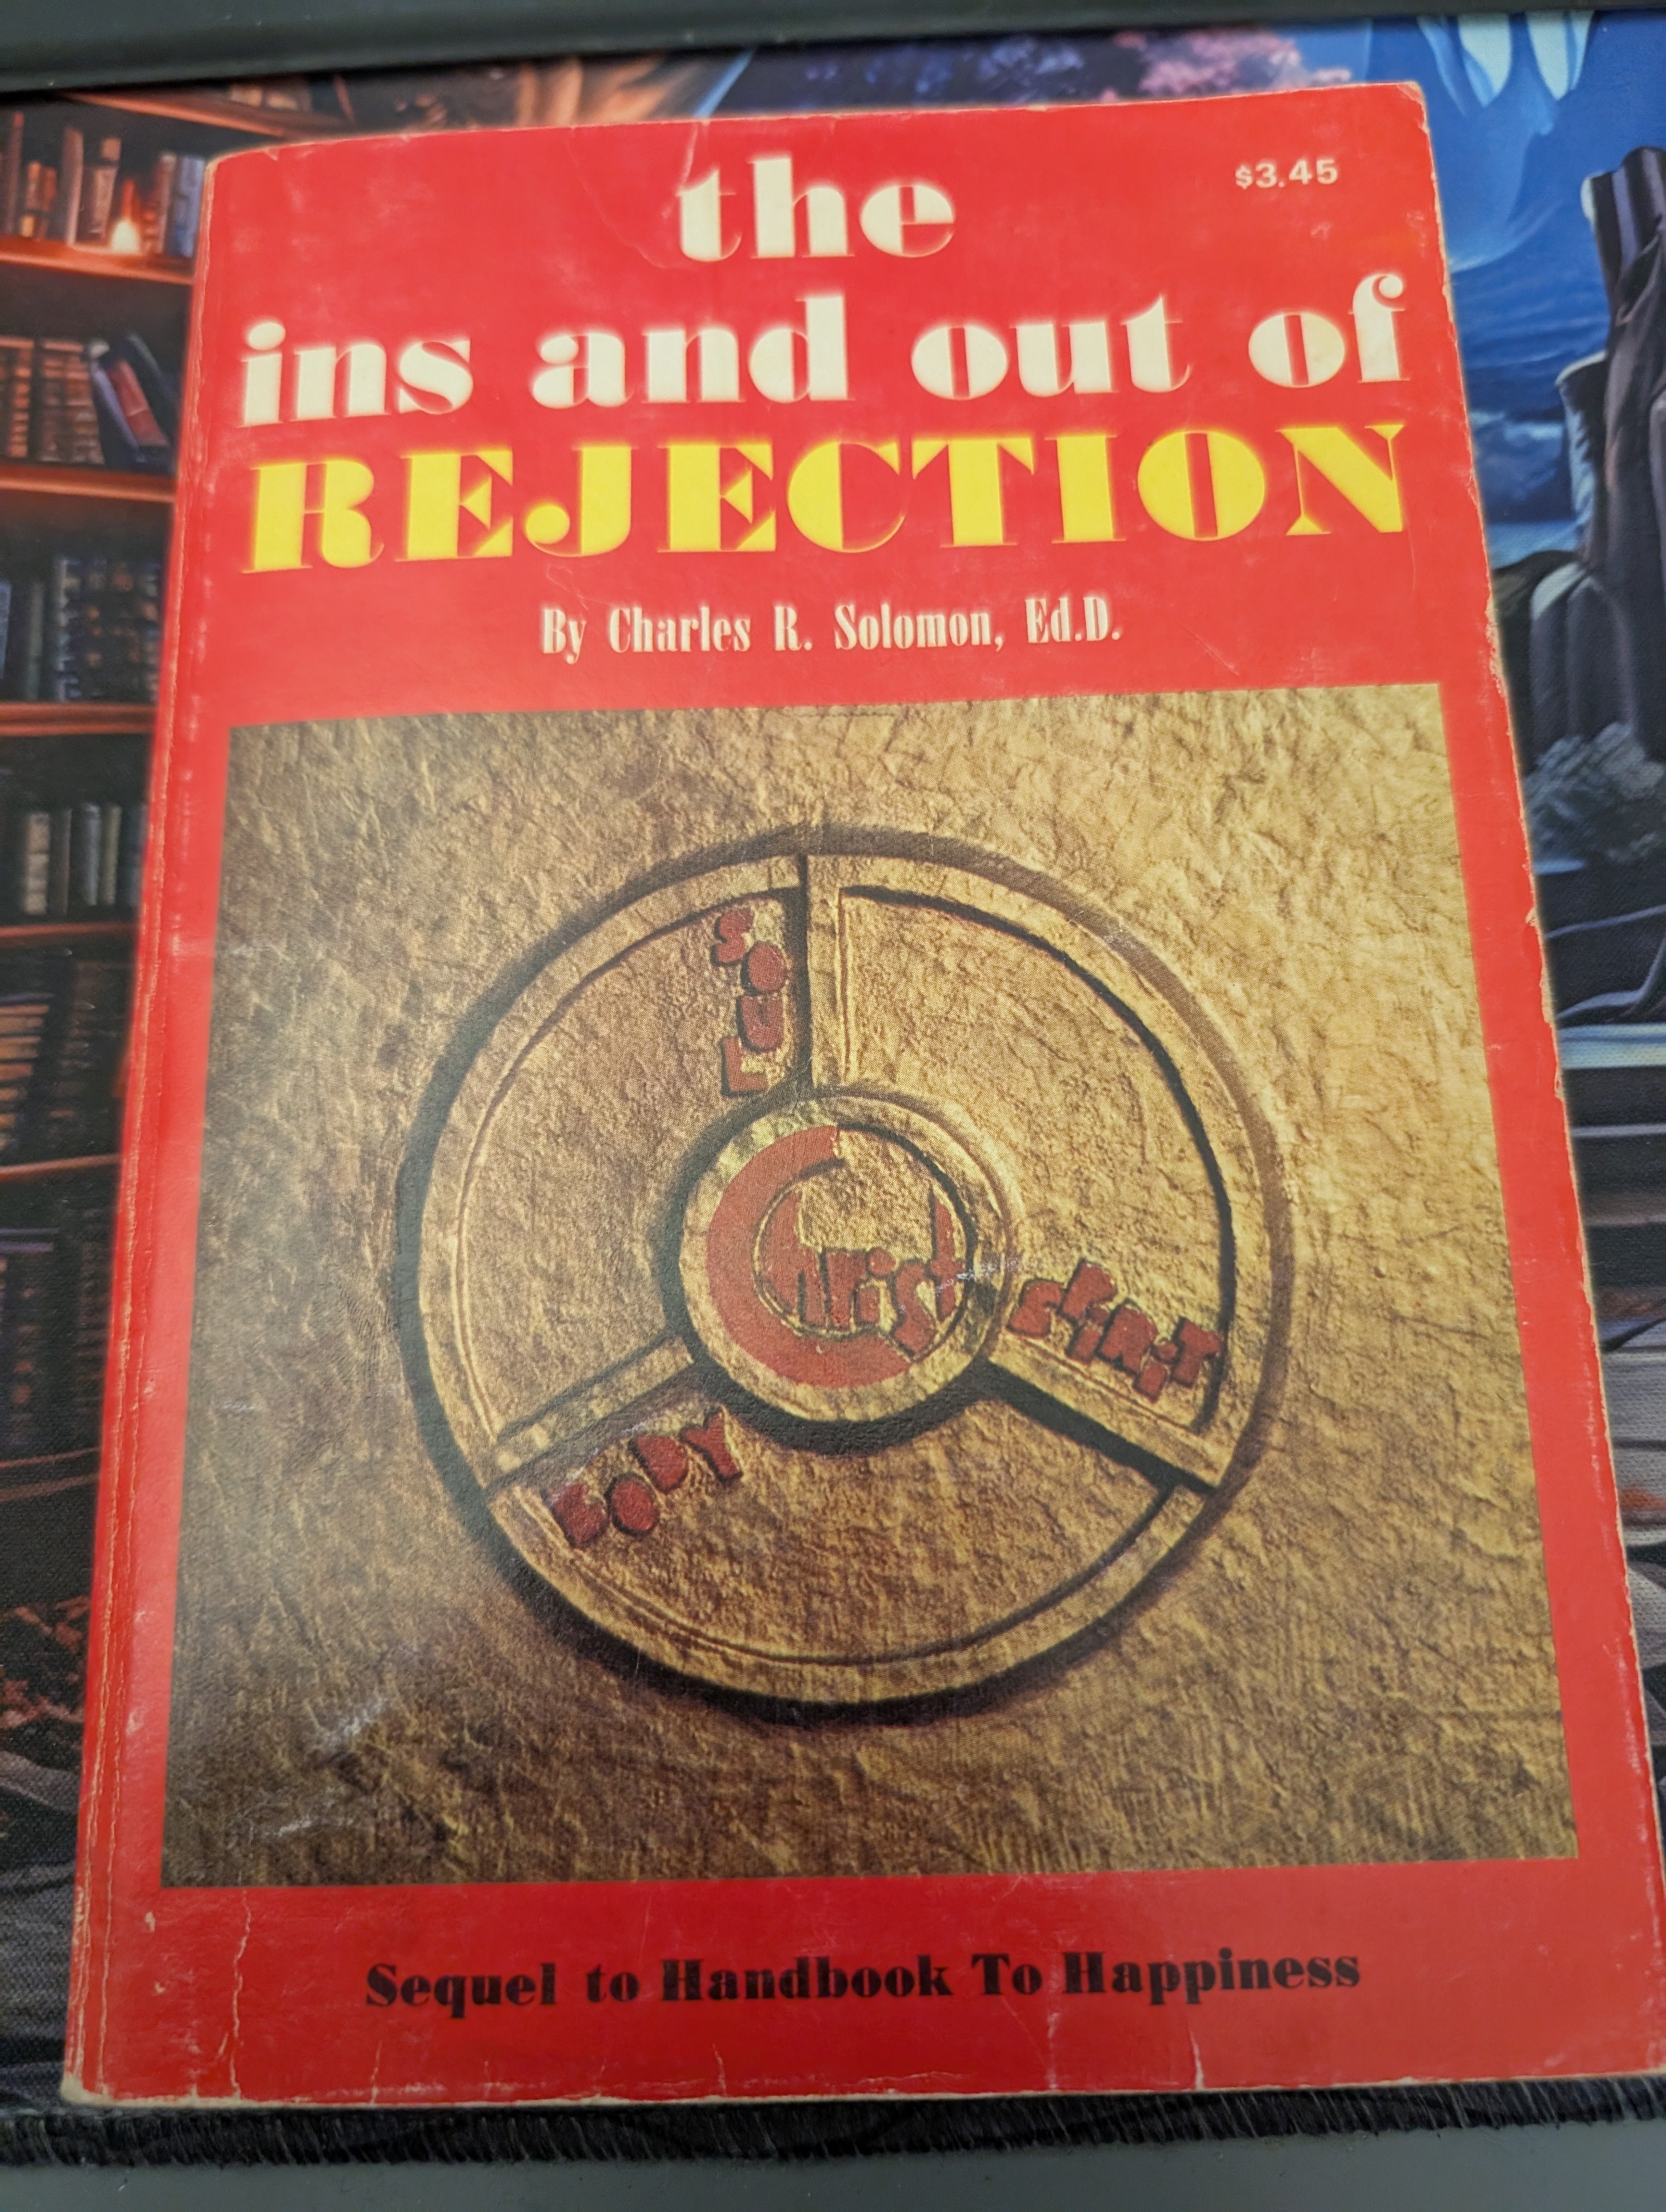 the
$3.45
ins and out of
REJECTION
By Charles R. Solomon, Ed.D.
SOUL
Christ
SPIRIT
BODY
Sequel to Handbook To Happiness